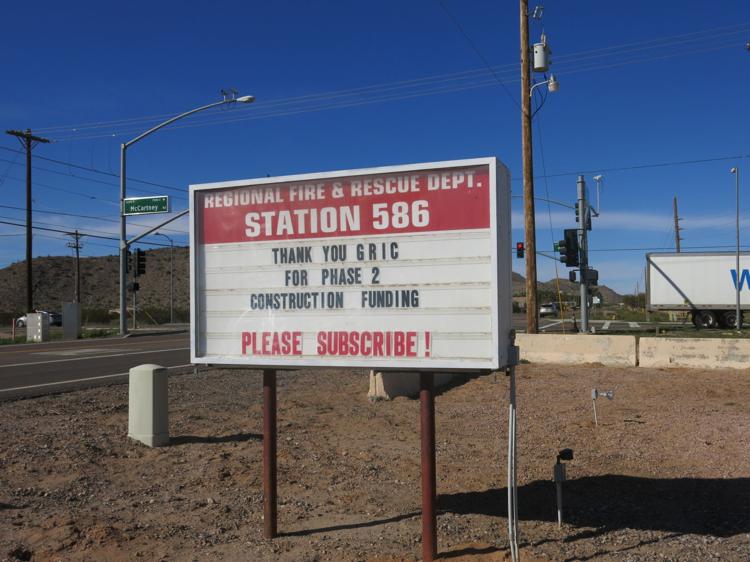 McCartney
REGIONAL FIRE & RESCUE DEPT.
STATION 586
THANK YOU GRIC
FOR PHASE 2
CONSTRUCTION FUNDING
PLEASE SUBSCRIBE!
W